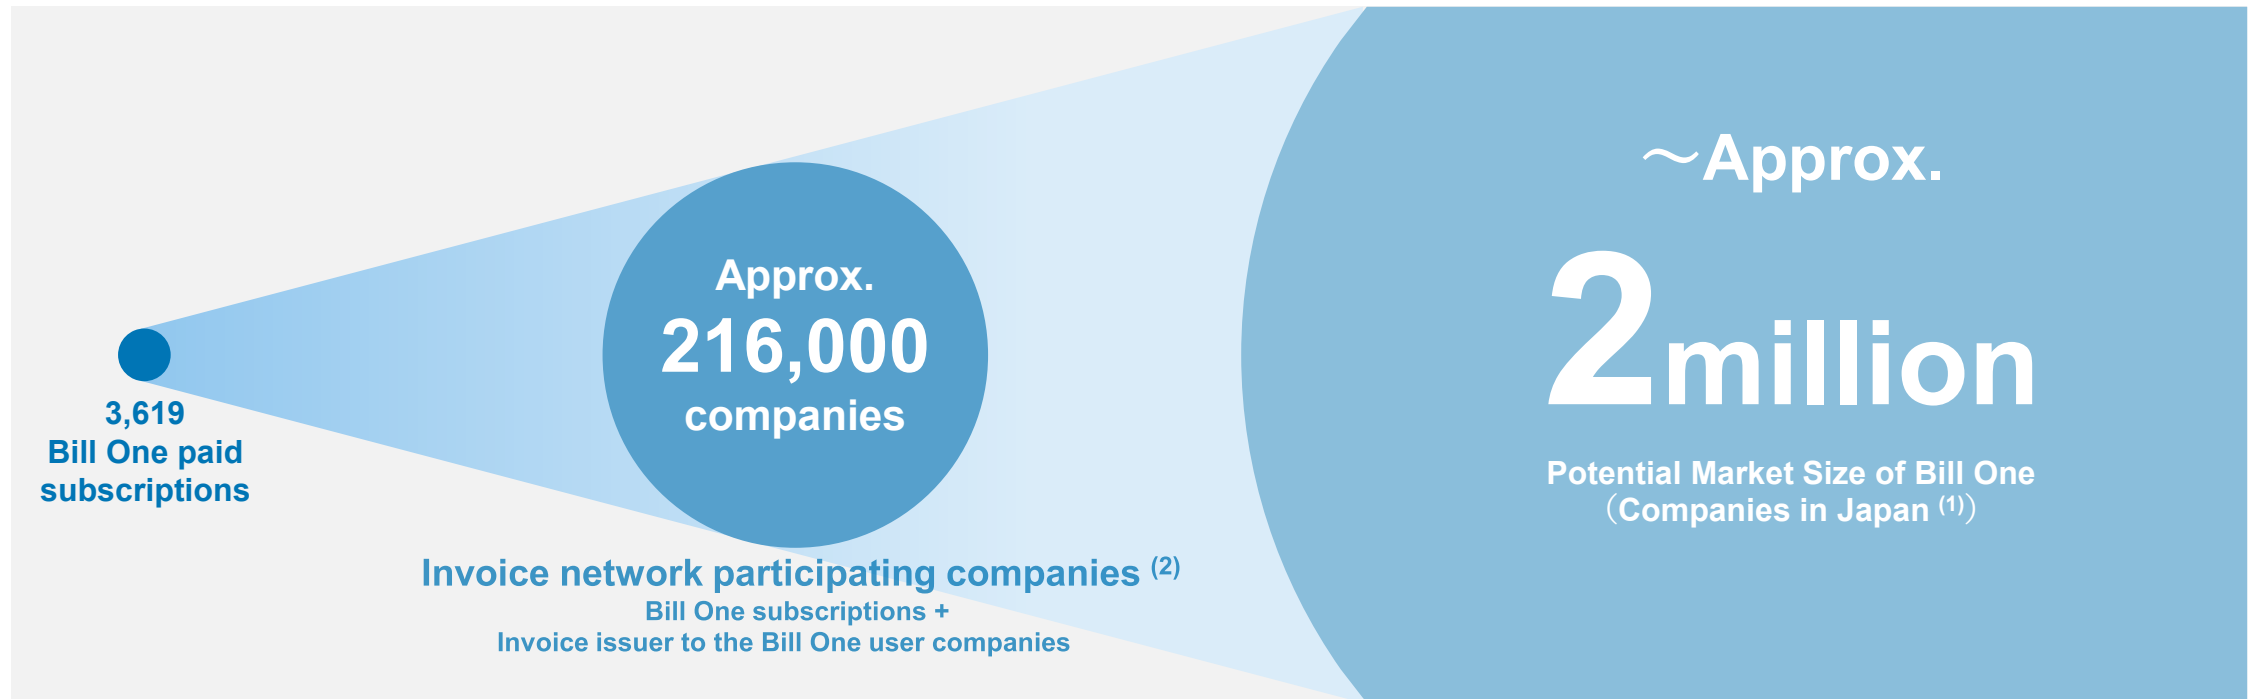 3,619
Bill One paid
subscriptions
Approx.
216,000
companies
Invoice network participating companies (2)
Bill One subscriptions +
Invoice issuer to the Bill One user companies
～Approx.
2million
Potential Market Size of Bill One
（Companies in Japan (1)）